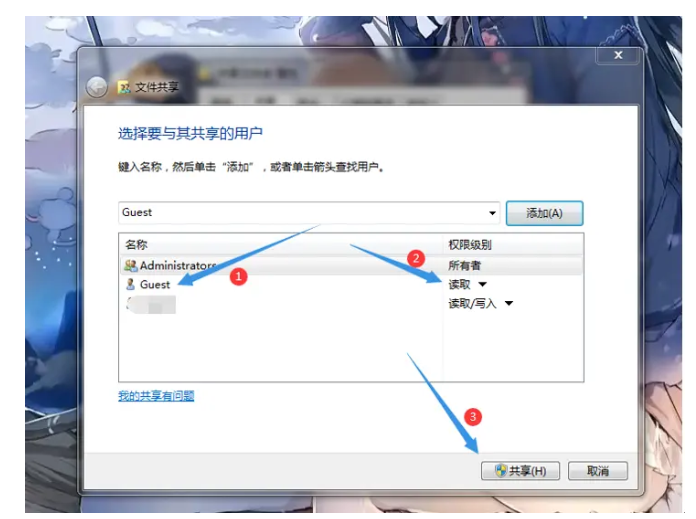 文件共享
选择要与其共享的用户
键入名称，然后单击“添加”，或者单击箭头查找用户。
Guest
添加(A)
名称
权限级别
Administrators
所有者
1
2
Guest
读取
读取/写入
我的共享有问题
3
共享(H)
取消